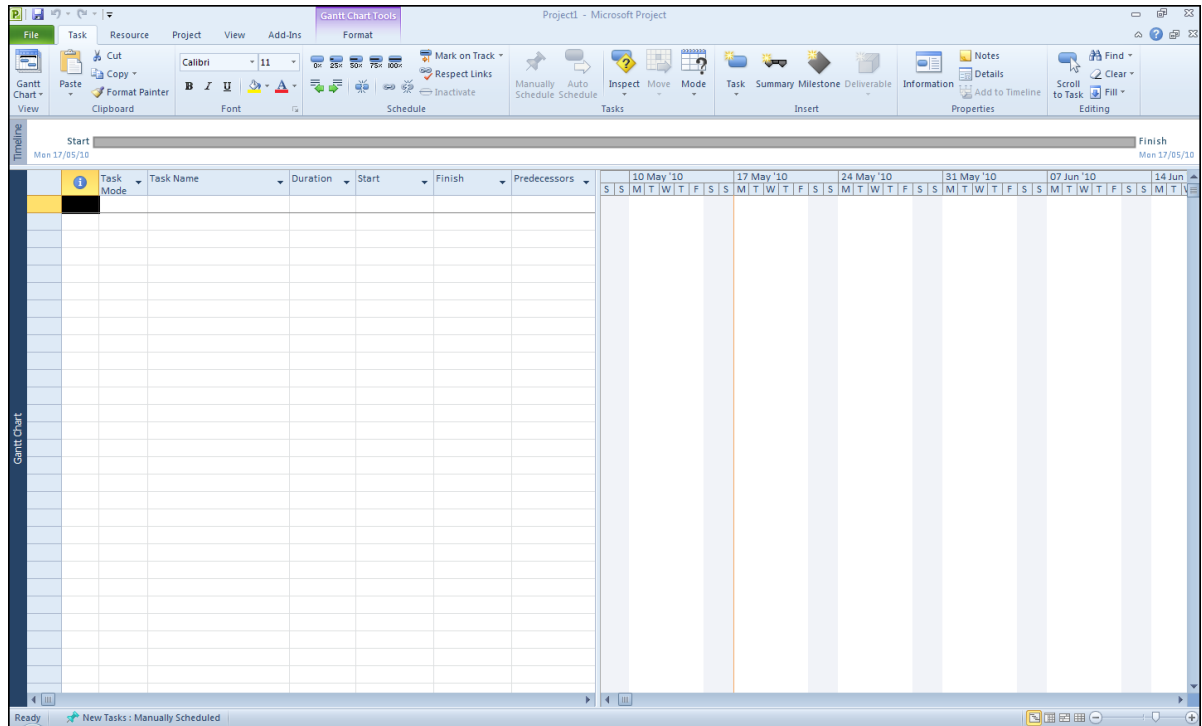 Gantt Chart Tools
Project1 - Microsoft Project
File Task Resource Project View Add-Ins Format
Gantt Chart
Paste
Cut
Copy
Format Painter
Calibri 11
B I U A
0% 25% 50% 75% 100%
Mark on Track
Respect Links
Inactivate
Manually Schedule
Auto Schedule
Inspect
Move
Mode
Task
Summary
Milestone
Deliverable
Information
Notes
Details
Add to Timeline
Scroll to Task
Find
Clear
Fill
View Clipboard Font Schedule Tasks Insert Properties Editing
Timeline
Start
Mon 17/05/10
Finish
Mon 17/05/10
Task Mode Task Name Duration Start Finish Predecessors
10 May '10 17 May '10 24 May '10 31 May '10 07 Jun '10 14 Jun
S S M T W T F S S M T W T F S S M T W T F S S M T W T F S S M T W T F S S M T W
Gantt Chart
Ready New Tasks : Manually Scheduled